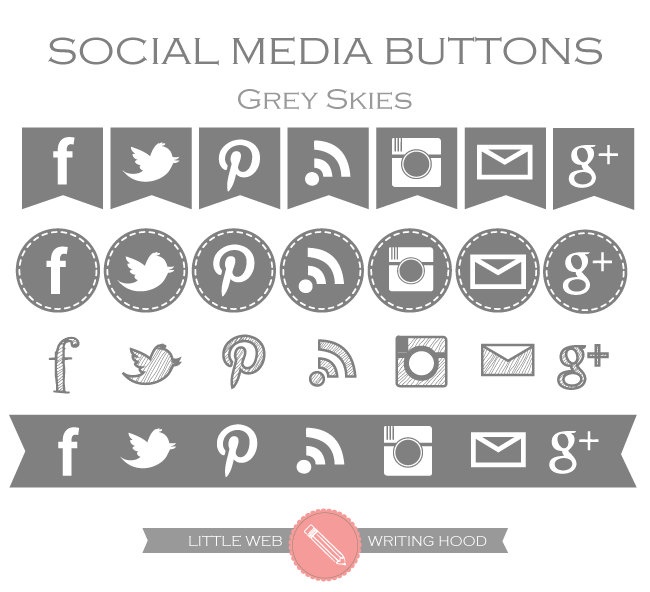 SOCIAL MEDIA BUTTONS
GREY SKIES
f g+
f g+
f g+
f g+
LITTLE WEB WRITING HOOD